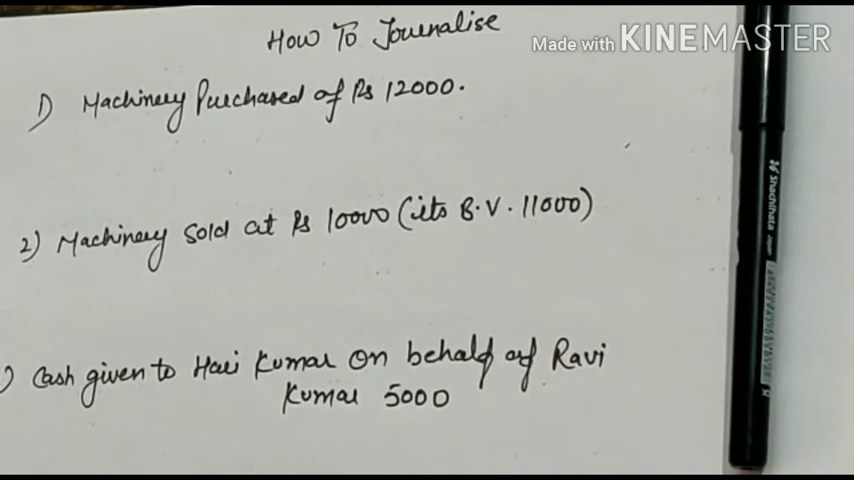 How To Journalise
Made with KINEMASTER
1) Machinery Purchased of Rs 12000.
2) Machinery sold at Rs 10000 (its B.V. 11000)
) Cash given to Hari Kumar On behalf of Ravi
Kumar 5000
Shachihata